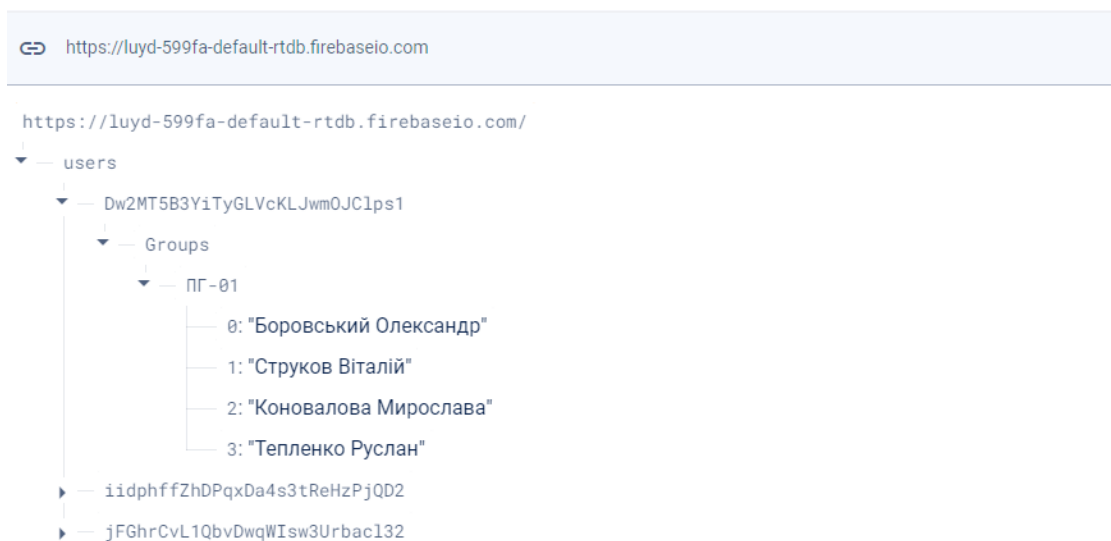 https://luyd-599fa-default-rtdb.firebaseio.com
https://luyd-599fa-default-rtdb.firebaseio.com/
users
Dw2MT5B3YiTyGLVcKLJwmOJClps1
Groups
ПГ-01
0: "Боровський Олександр"
1: "Струков Віталій"
2: "Коновалова Мирослава"
3: "Тепленко Руслан"
iidphffZhDPqxDa4s3tReHzPjQD2
jFGhrCvL1QbvDwqWIsw3Urbacl32